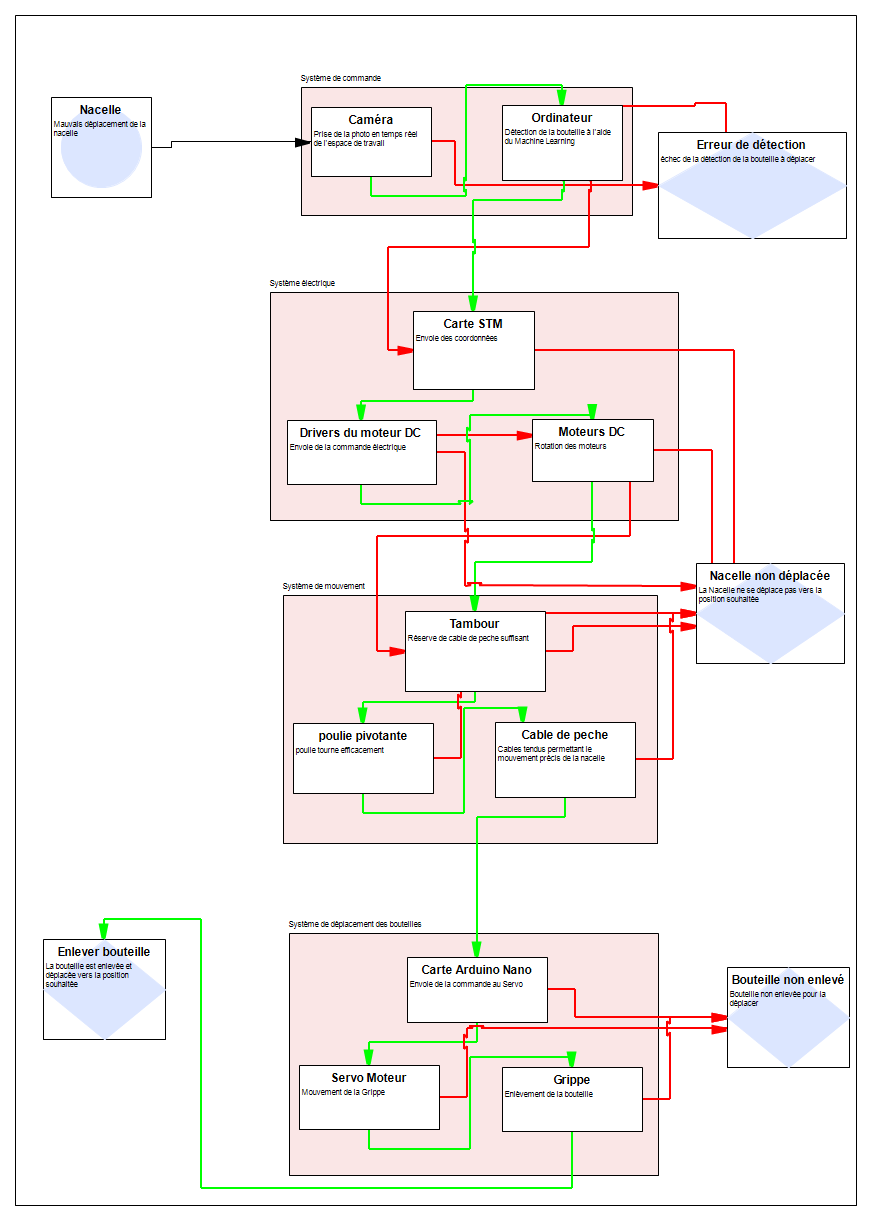 Système de commande
Nacelle
Mauvais déplacement de la
nacelle
Caméra
Prise de la photo en temps réel
de l'espace de travail
Ordinateur
Détection de la bouteille à l'aide
du Machine Learning
Erreur de détection
échec de la détection de la bouteille à déplacer
Système électrique
Carte STM
Envoie des coordonnées
Drivers du moteur DC
Envoie de la commande électrique
Moteurs DC
Rotation des moteurs
Nacelle non déplacée
La Nacelle ne se déplace pas vers la
position souhaitée
Système de mouvement
Tambour
Réserve de cable de peche suffisant
poulie pivotante
poulie tourne efficacement
Cable de peche
Cables tendus permettant le
mouvement précis de la nacelle
Système de déplacement des bouteilles
Enlever bouteille
La bouteille est enlevée et
déplacée vers la position
souhaitée
Carte Arduino Nano
Envoie de la commande au Servo
Bouteille non enlevé
Bouteille non enlevée pour la
déplacer
Servo Moteur
Mouvement de la Grippe
Grippe
Enlèvement de la bouteille